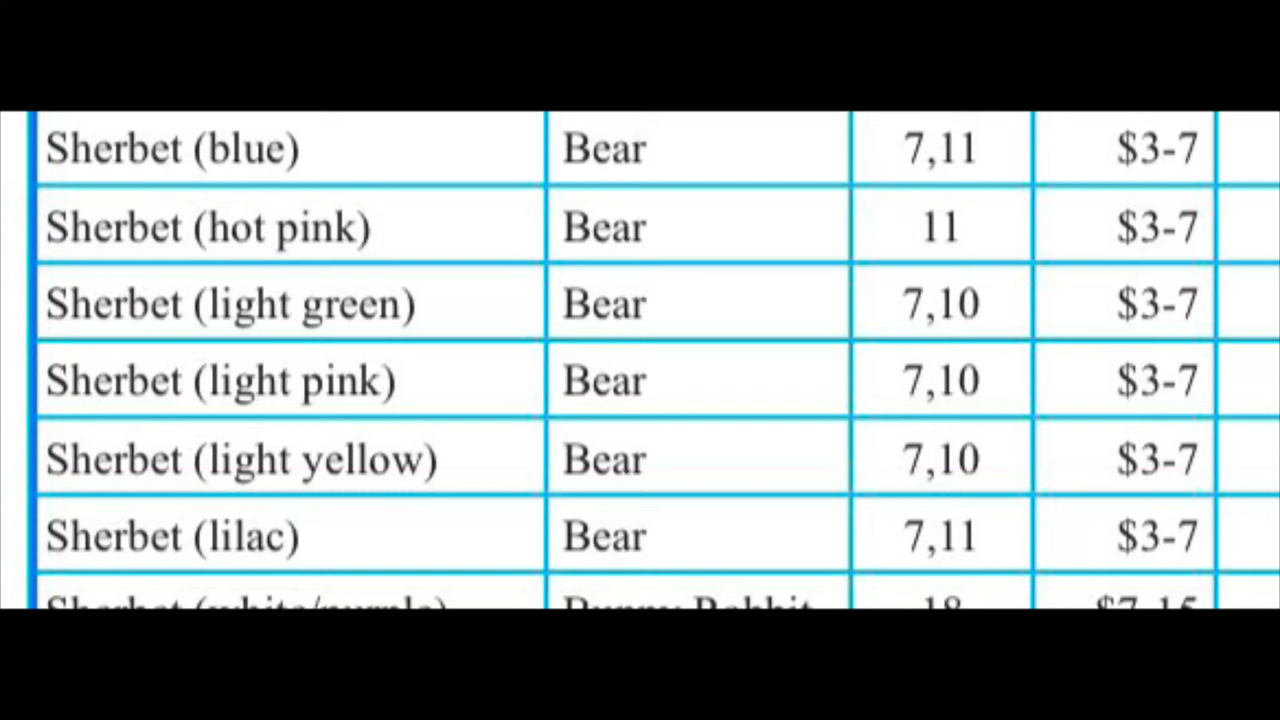 Sherbet (blue) Bear 7,11 $3-7
Sherbet (hot pink) Bear 11 $3-7
Sherbet (light green) Bear 7,10 $3-7
Sherbet (light pink) Bear 7,10 $3-7
Sherbet (light yellow) Bear 7,10 $3-7
Sherbet (lilac) Bear 7,11 $3-7
Sherbet (white/purple) Bunny Rabbit 18 $7-15